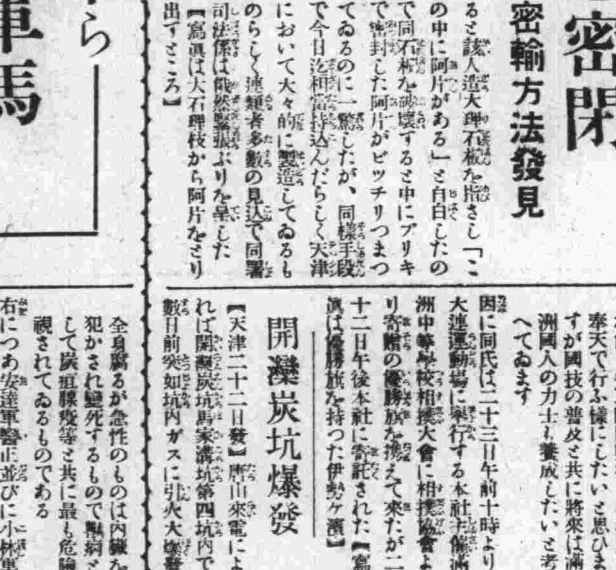 密閉
密輸方法發見
ると該人造大理石板を指さし「こ
の中に阿片がある」と自白したの
で同石板を破壞すると中にブリキ
で密封した阿片がビツチリつまつ
てゐるのに一驚したが、同樣手段
で今日迄相當持込んだらしく天津
において大々的に製造してゐるも
のらしく連類者多數の見込で同署
司法係は俄然緊張ぶりを呈した
【寫眞は大石理枝から阿片をさり
出すところ】
ら
車馬
奉天で行ふ樣にしたいと思ひま
すが國技の普及と共に將來は滿
洲國人の力士も養成したいと考
へてゐます
因に同氏は二十三日午前十時より
大連運動場に擧行する本社主催滿
洲中等學校相撲大會に相撲協會よ
り寄贈の優勝旗を携へて來たが二
十二日午後本社に寄託された【寫
眞は優勝旗を持つた伊勢ケ濱】
開灤炭坑爆發
【天津二十二日發】唐山來電によ
れば開灤炭坑馬家溝坑第四坑内で
數日前突如坑内ガスに引火大爆發
全身腐るが急性のものは内臟を
犯かされ變死するもので
して炭疽腺疫等と共に最も危險
視されてゐるものである
右につき安達軍醫正並びに小林